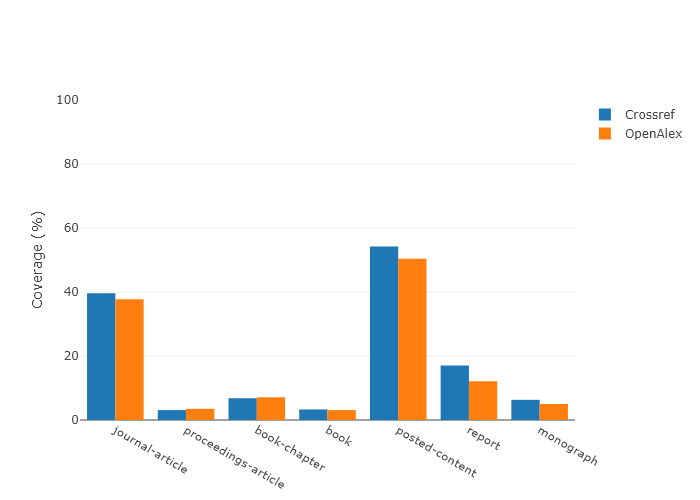 100
80
60
40
20
0
Coverage (%)
journal-article
proceedings-article
book-chapter
book
posted-content
report
monograph
Crossref
OpenAlex